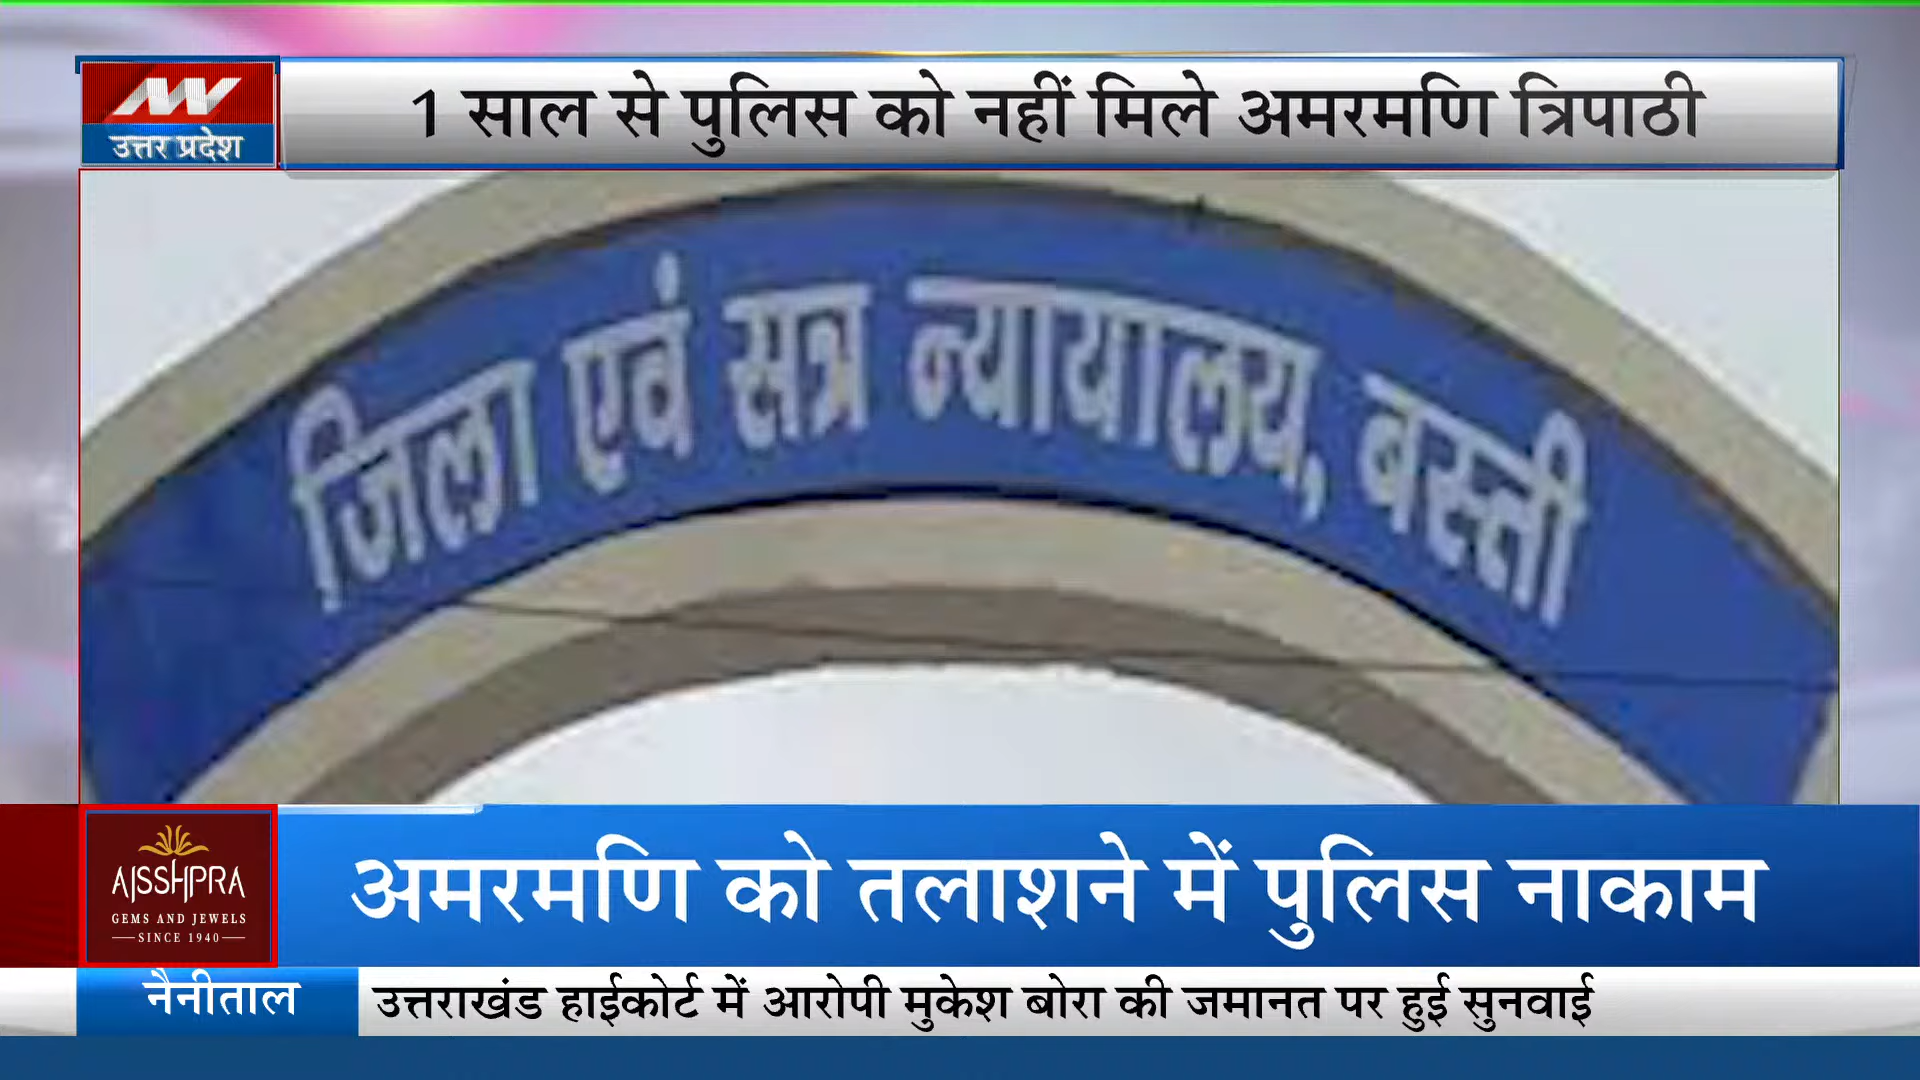 NV
उत्तर प्रदेश
1 साल से पुलिस को नहीं मिले अमरमणि त्रिपाठी
जिला एवं सत्र न्यायालय, बस्ती
AISSHPRA
GEMS AND JEWELS
SINCE 1940
अमरमणि को तलाशने में पुलिस नाकाम
नैनीताल
उत्तराखंड हाईकोर्ट में आरोपी मुकेश बोरा की जमानत पर हुई सुनवाई